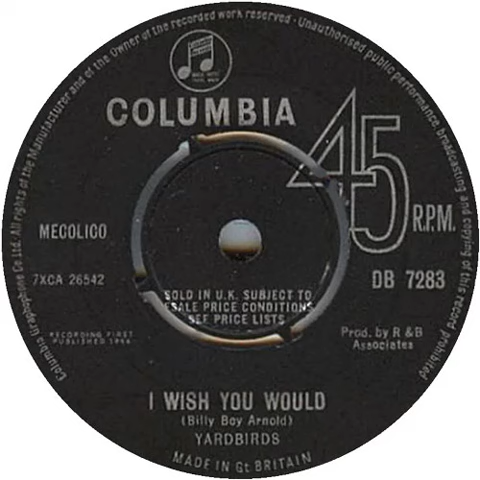 Columbia Graphophone Co. Ltd. All rights of the Manufacturer and of the Owner of the recorded work reserved · Unauthorised public performance, broadcasting and copying of this record prohibited
COLUMBIA
45
R.P.M.
MECOLICO
7XCA 26542
DB 7283
SOLD IN U.K. SUBJECT TO
RESALE PRICE CONDITIONS
SEE PRICE LISTS
RECORDING FIRST
PUBLISHED 1964
Prod. by R & B
Associates
I WISH YOU WOULD
(Billy Boy Arnold)
YARDBIRDS
MADE IN Gt BRITAIN